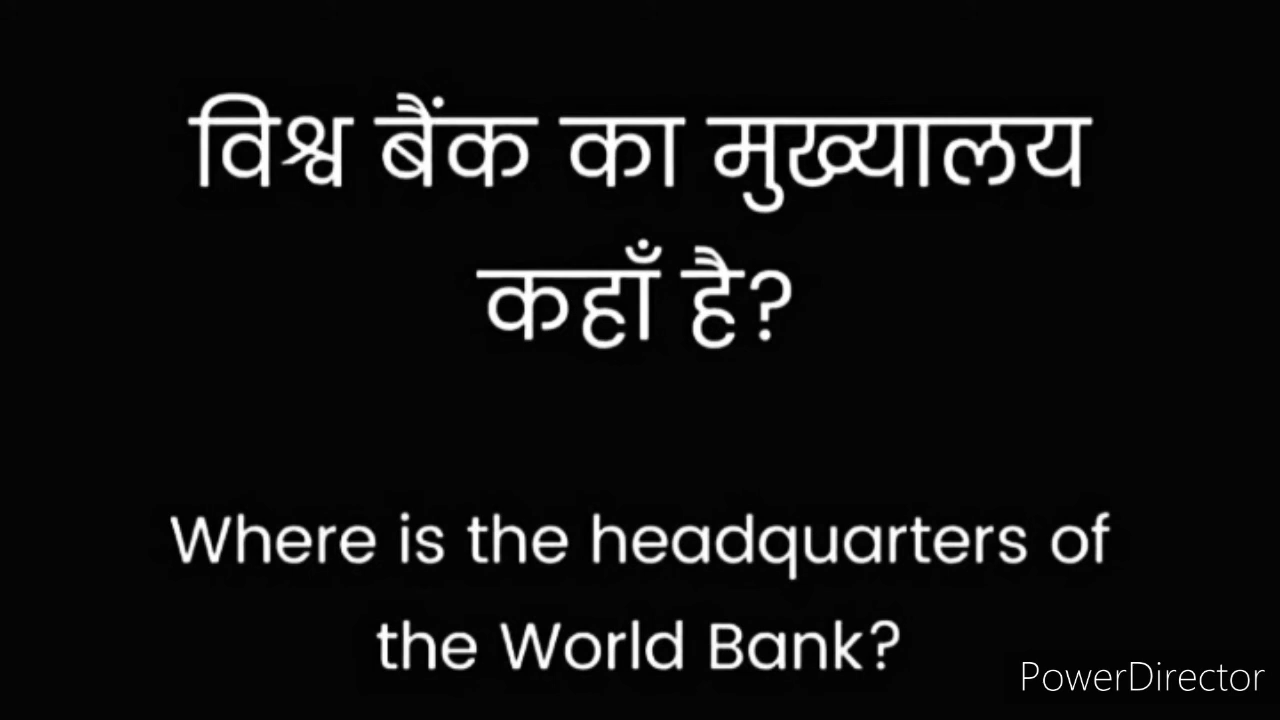 विश्व बैंक का मुख्यालय
कहाँ है?
Where is the headquarters of
the World Bank?
PowerDirector